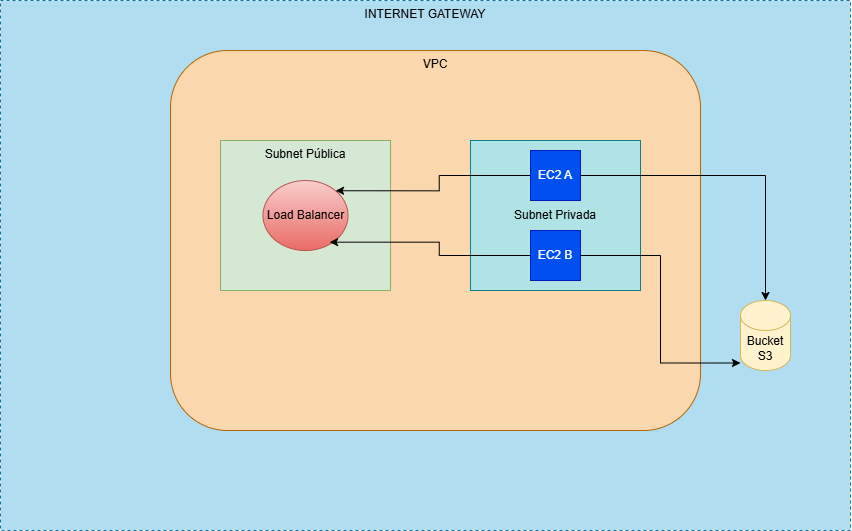 INTERNET GATEWAY
VPC
Subnet Pública
Load Balancer
EC2 A
Subnet Privada
EC2 B
Bucket
S3